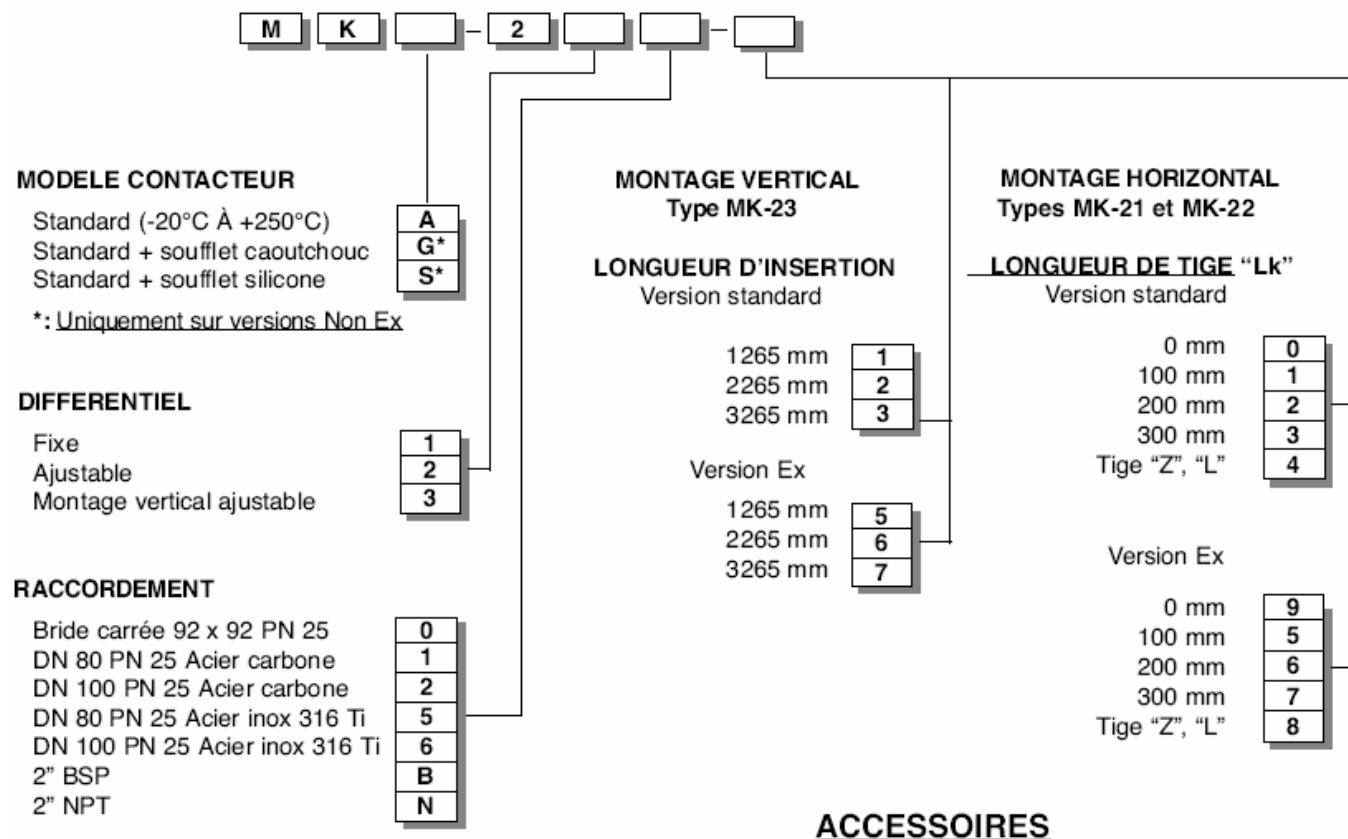 M K - 2 -
MODELE CONTACTEUR
Standard (-20°C À +250°C) A
Standard + soufflet caoutchouc G*
Standard + soufflet silicone S*
*: Uniquement sur versions Non Ex
DIFFERENTIEL
Fixe 1
Ajustable 2
Montage vertical ajustable 3
RACCORDEMENT
Bride carrée 92 x 92 PN 25 0
DN 80 PN 25 Acier carbone 1
DN 100 PN 25 Acier carbone 2
DN 80 PN 25 Acier inox 316 Ti 5
DN 100 PN 25 Acier inox 316 Ti 6
2" BSP B
2" NPT N
MONTAGE VERTICAL
Type MK-23
LONGUEUR D'INSERTION
Version standard
1265 mm 1
2265 mm 2
3265 mm 3
Version Ex
1265 mm 5
2265 mm 6
3265 mm 7
MONTAGE HORIZONTAL
Types MK-21 et MK-22
LONGUEUR DE TIGE "Lk"
Version standard
0 mm 0
100 mm 1
200 mm 2
300 mm 3
Tige "Z", "L" 4
Version Ex
0 mm 9
100 mm 5
200 mm 6
300 mm 7
Tige "Z", "L" 8
ACCESSOIRES